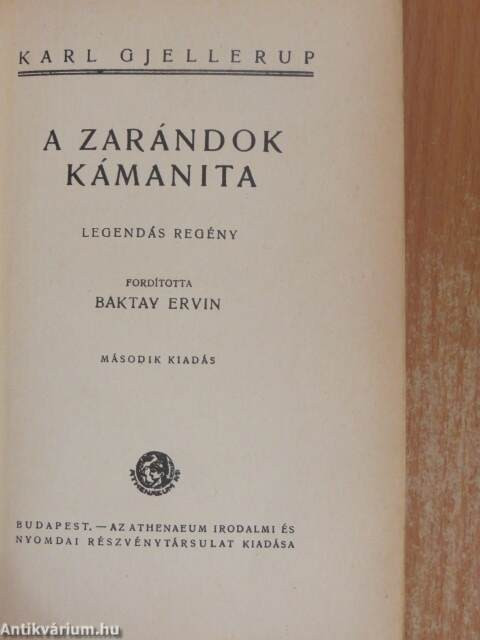 KARL GJELLERUP
A ZARÁNDOK
KÁMANITA
LEGENDÁS REGÉNY
FORDÍTOTTA
BAKTAY ERVIN
MÁSODIK KIADÁS
ATHENAEUM
BUDAPEST. — AZ ATHENAEUM IRODALMI ÉS
NYOMDAI RÉSZVÉNYTÁRSULAT KIADÁSA
Antikvárium.hu